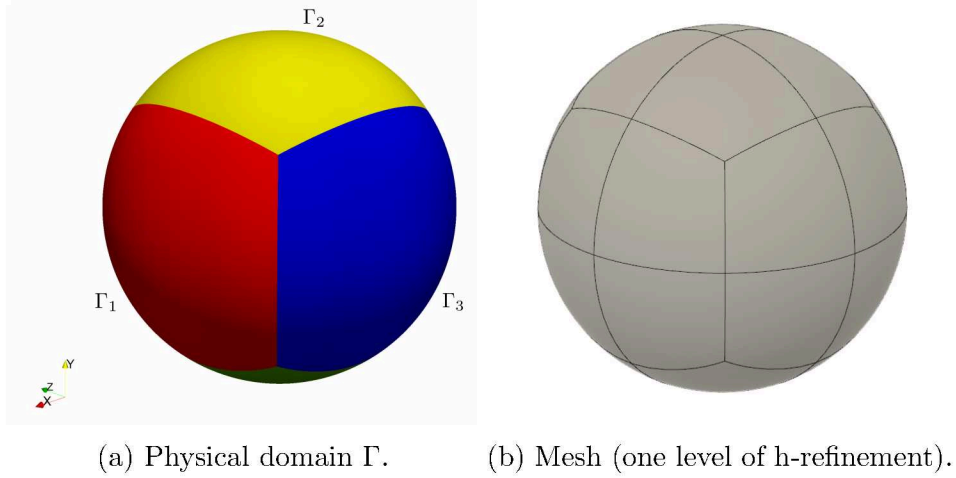 Γ₂
Γ₁
Γ₃
Y
Z
X
(a) Physical domain Γ.
(b) Mesh (one level of h-refinement).